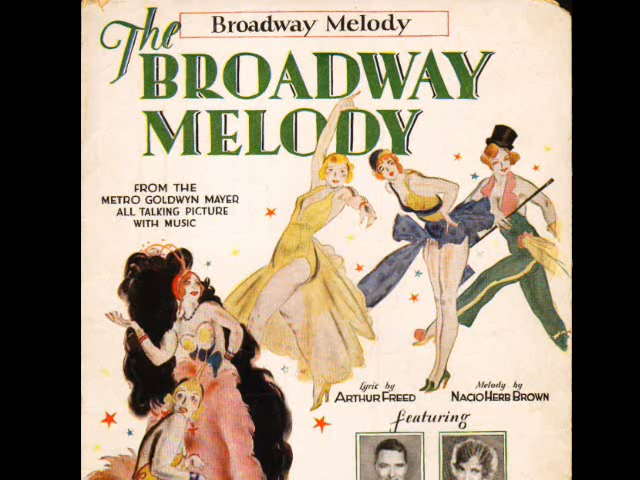 Broadway Melody
The
BROADWAY
MELODY
FROM THE
METRO GOLDWYN MAYER
ALL TALKING PICTURE
WITH MUSIC
Lyric by
ARTHUR FREED
Melody by
NACIO HERB BROWN
featuring